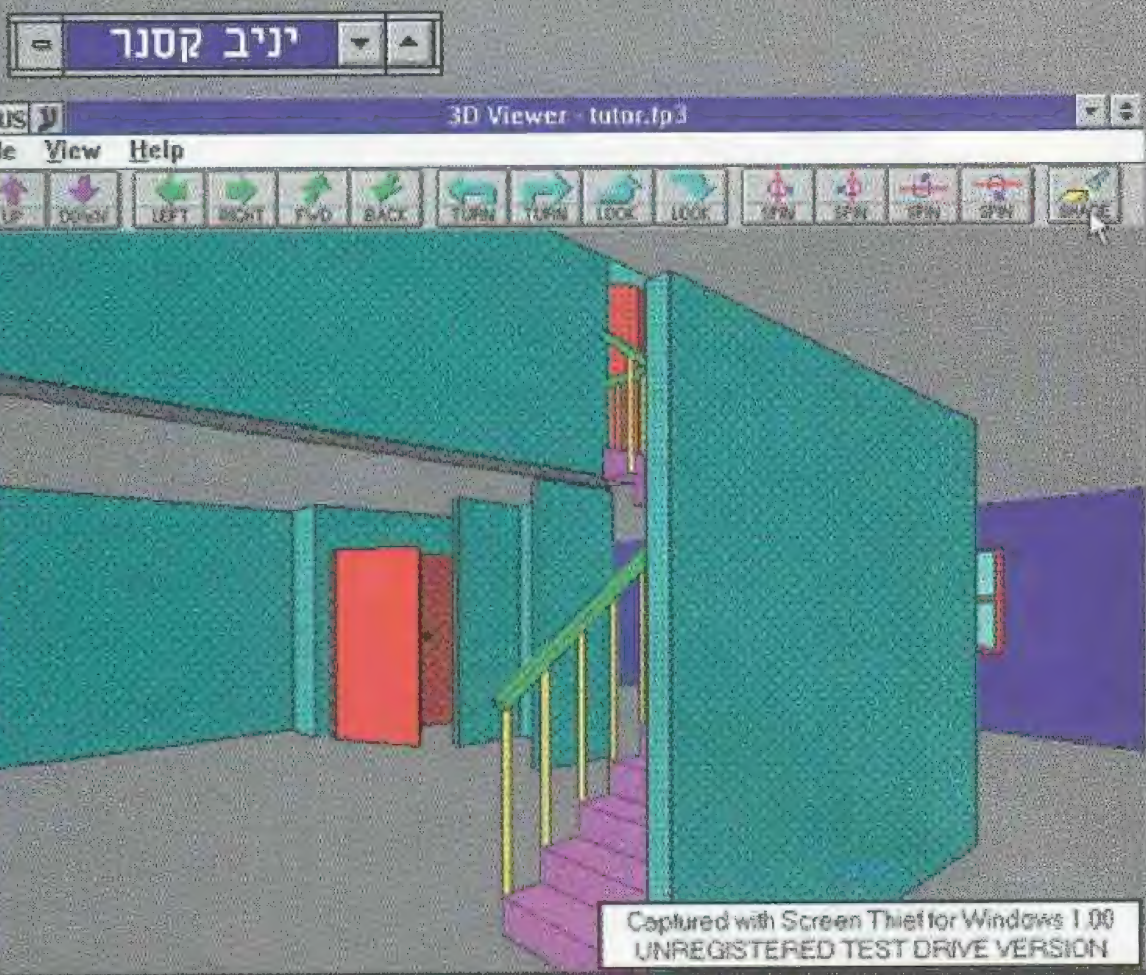 יניב קסנר
US ע
3D Viewer - tutor.fp3
View Help
UP DOWN LEFT RIGHT FWD BACK TURN TURN LOOK LOOK SPIN SPIN SPIN SPIN
Captured with Screen Thief for Windows 1.00
UNREGISTERED TEST DRIVE VERSION